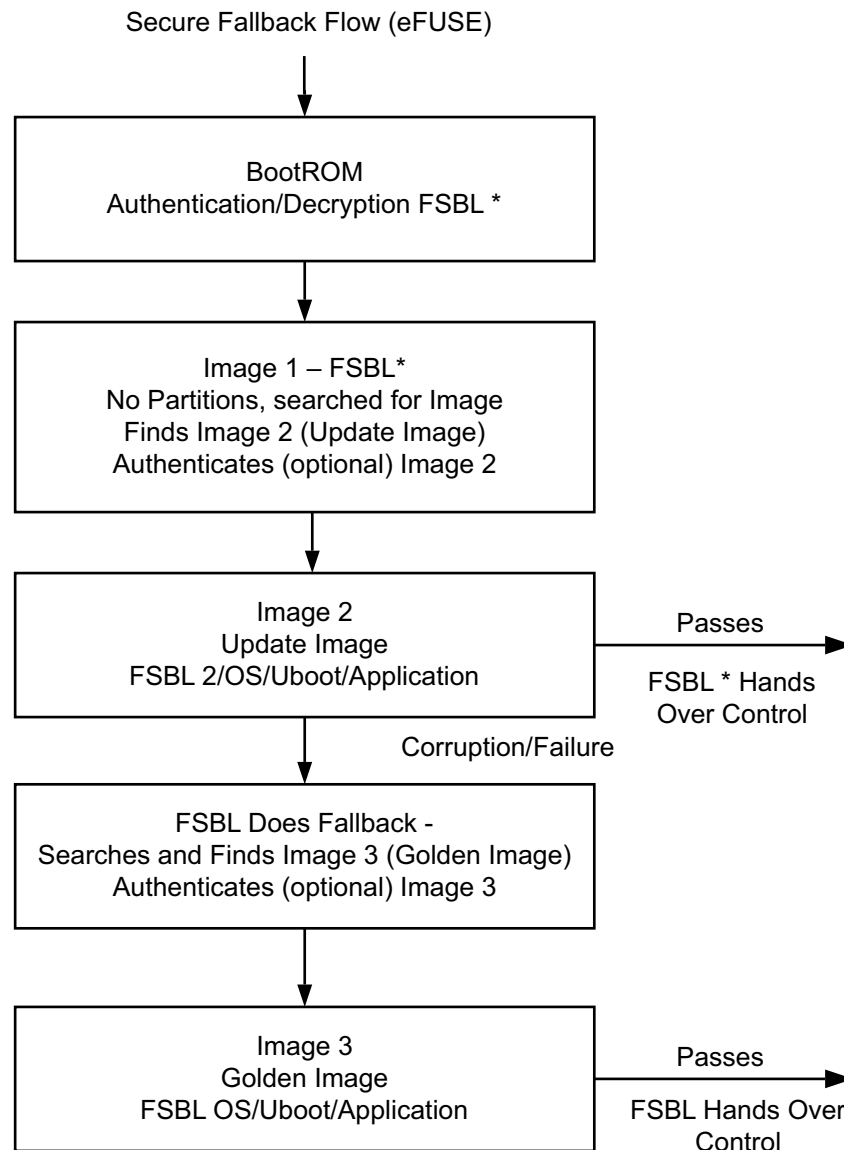 Secure Fallback Flow (eFUSE)
BootROM
Authentication/Decryption FSBL *
Image 1 – FSBL*
No Partitions, searched for Image
Finds Image 2 (Update Image)
Authenticates (optional) Image 2
Image 2
Update Image
FSBL 2/OS/Uboot/Application
Passes
FSBL * Hands
Over Control
Corruption/Failure
FSBL Does Fallback -
Searches and Finds Image 3 (Golden Image)
Authenticates (optional) Image 3
Image 3
Golden Image
FSBL OS/Uboot/Application
Passes
FSBL Hands Over
Control